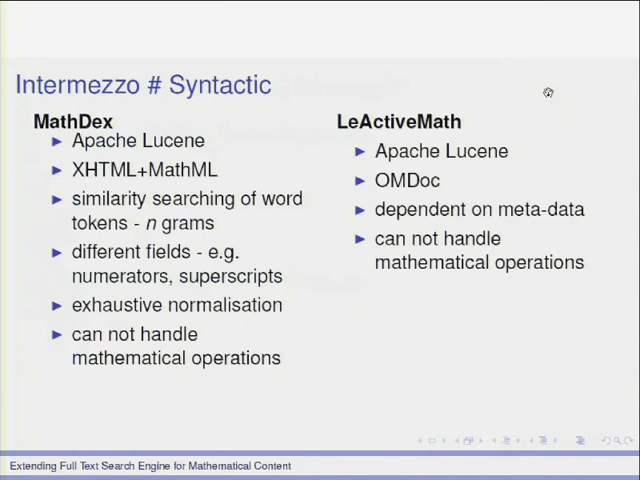 Intermezzo # Syntactic
MathDex
▶ Apache Lucene
▶ XHTML+MathML
▶ similarity searching of word
tokens - n grams
▶ different fields - e.g.
numerators, superscripts
▶ exhaustive normalisation
▶ can not handle
mathematical operations
LeActiveMath
▶ Apache Lucene
▶ OMDoc
▶ dependent on meta-data
▶ can not handle
mathematical operations
Extending Full Text Search Engine for Mathematical Content